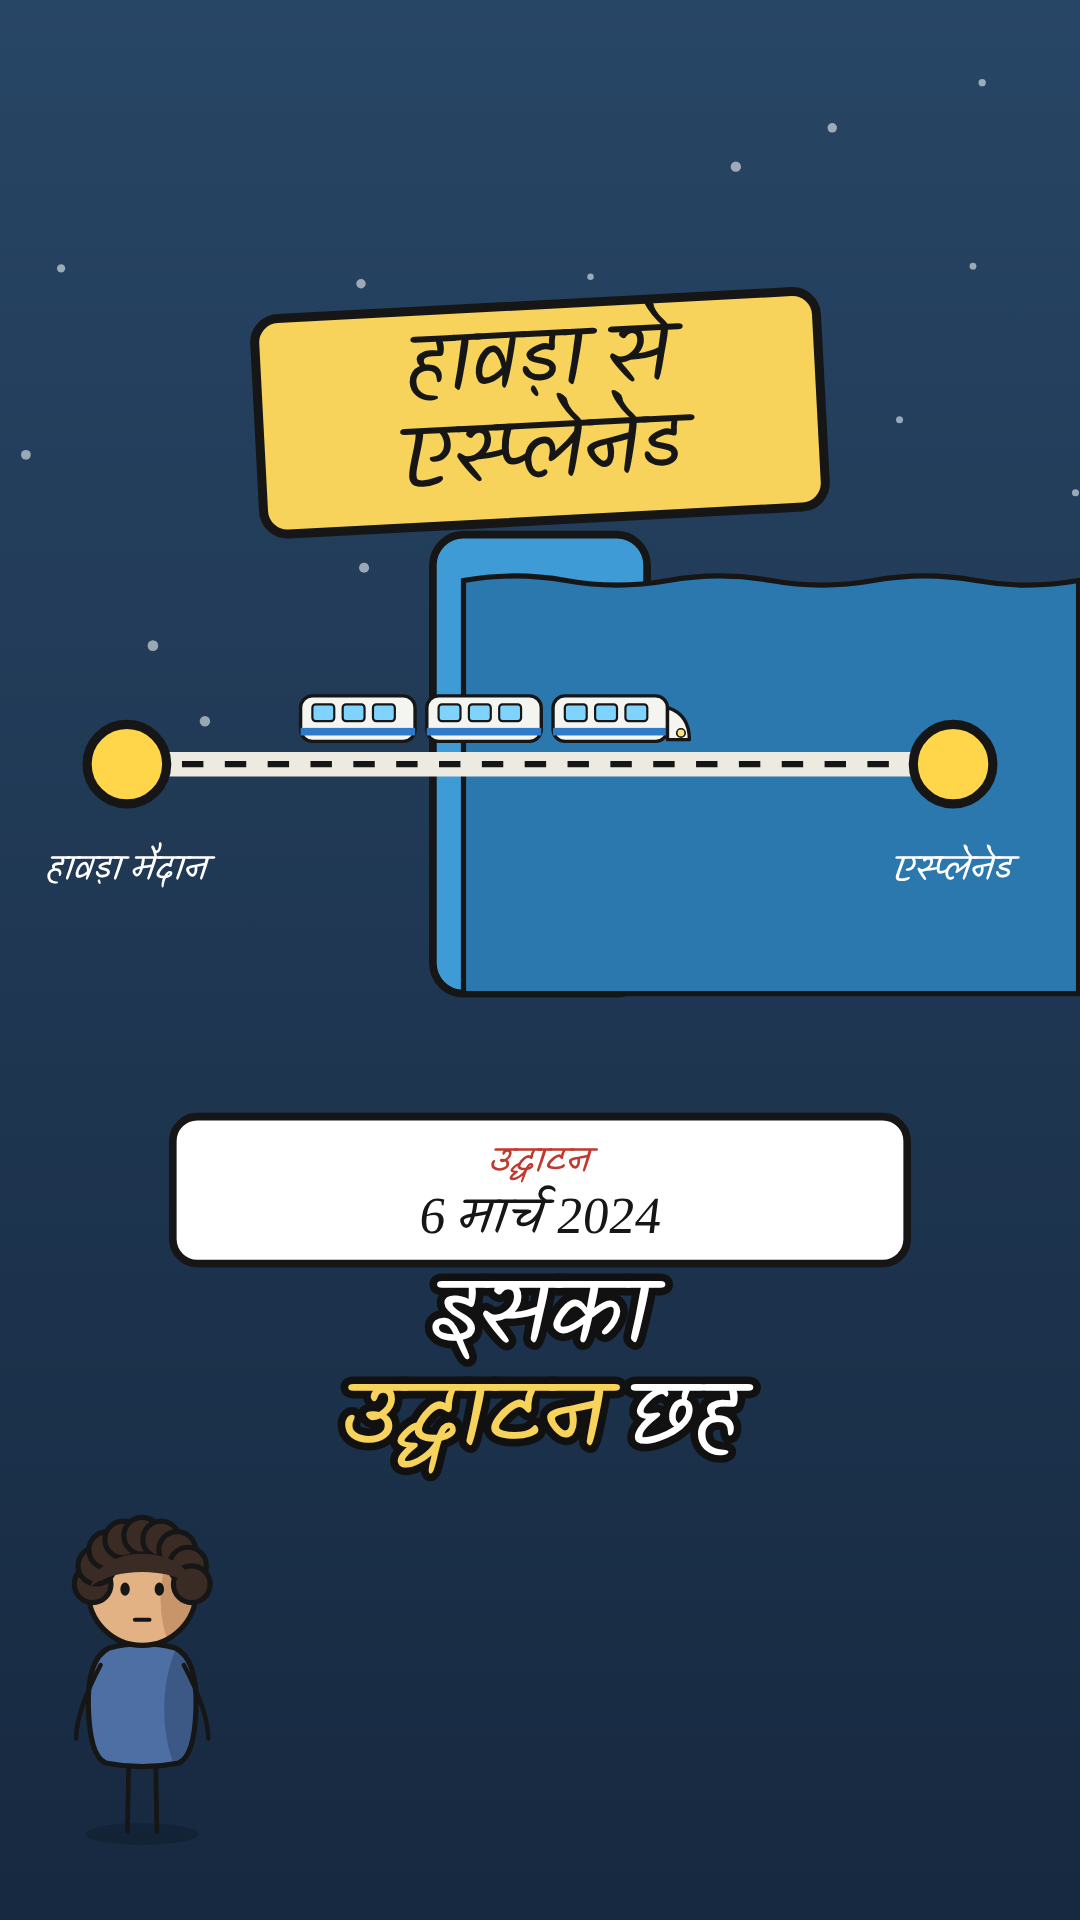 हावड़ा से
एस्प्लेनेड
हावड़ा मैदान
एस्प्लेनेड
उद्घाटन
6 मार्च 2024
इसका
उद्घाटन छह